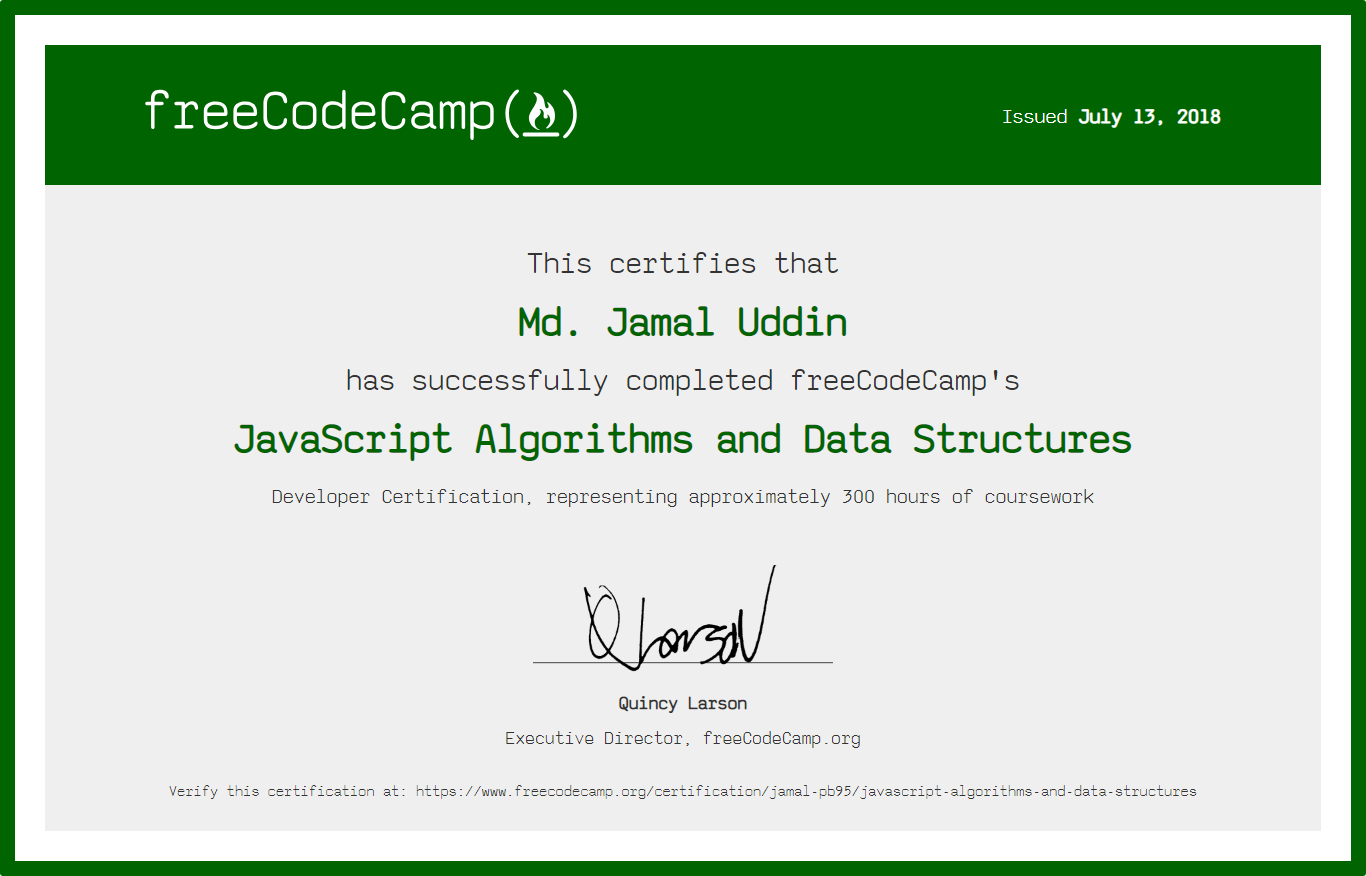 freeCodeCamp(🔥)
Issued July 13, 2018
This certifies that
Md. Jamal Uddin
has successfully completed freeCodeCamp's
JavaScript Algorithms and Data Structures
Developer Certification, representing approximately 300 hours of coursework
Q Larson
Quincy Larson
Executive Director, freeCodeCamp.org
Verify this certification at: https://www.freecodecamp.org/certification/jamal-pb95/javascript-algorithms-and-data-structures